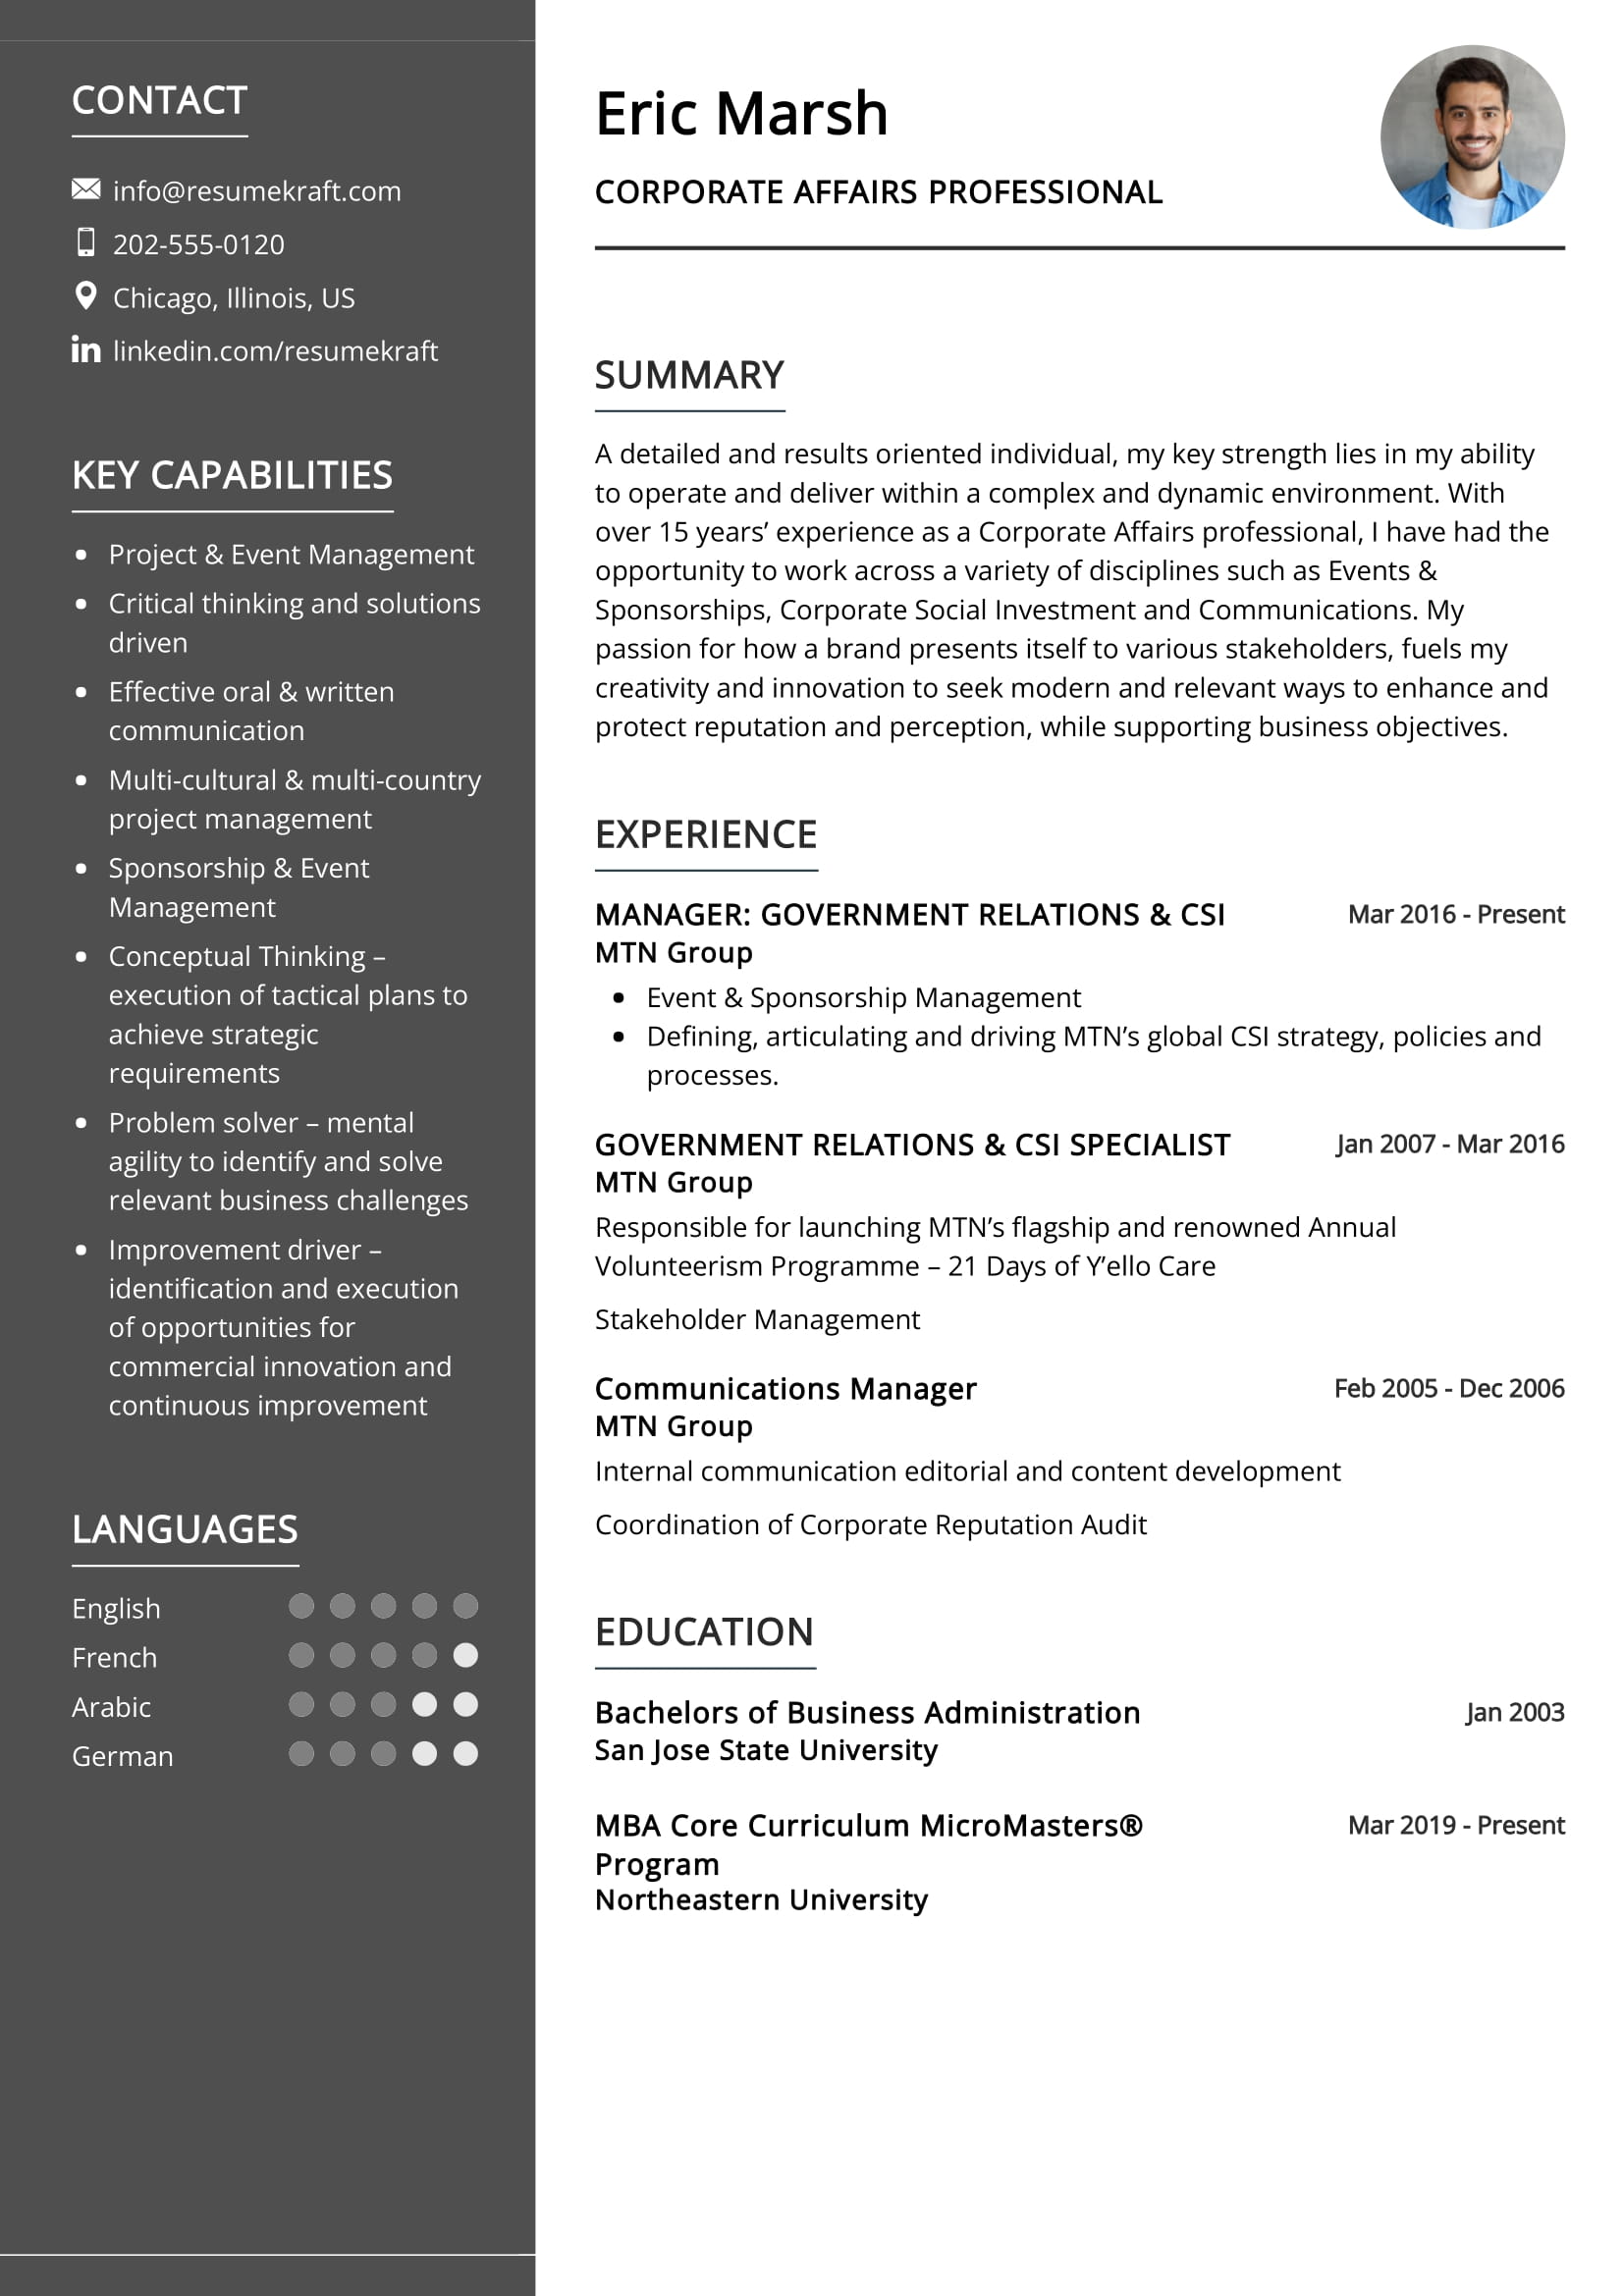 CONTACT
info@resumekraft.com
202-555-0120
Chicago, Illinois, US
linkedin.com/resumekraft
KEY CAPABILITIES
• Project & Event Management
• Critical thinking and solutions
driven
• Effective oral & written
communication
• Multi-cultural & multi-country
project management
• Sponsorship & Event
Management
• Conceptual Thinking –
execution of tactical plans to
achieve strategic
requirements
• Problem solver – mental
agility to identify and solve
relevant business challenges
• Improvement driver –
identification and execution
of opportunities for
commercial innovation and
continuous improvement
LANGUAGES
English
French
Arabic
German
Eric Marsh
CORPORATE AFFAIRS PROFESSIONAL
SUMMARY
A detailed and results oriented individual, my key strength lies in my ability
to operate and deliver within a complex and dynamic environment. With
over 15 years’ experience as a Corporate Affairs professional, I have had the
opportunity to work across a variety of disciplines such as Events &
Sponsorships, Corporate Social Investment and Communications. My
passion for how a brand presents itself to various stakeholders, fuels my
creativity and innovation to seek modern and relevant ways to enhance and
protect reputation and perception, while supporting business objectives.
EXPERIENCE
MANAGER: GOVERNMENT RELATIONS & CSI Mar 2016 - Present
MTN Group
• Event & Sponsorship Management
• Defining, articulating and driving MTN’s global CSI strategy, policies and
processes.
GOVERNMENT RELATIONS & CSI SPECIALIST Jan 2007 - Mar 2016
MTN Group
Responsible for launching MTN’s flagship and renowned Annual
Volunteerism Programme – 21 Days of Y’ello Care
Stakeholder Management
Communications Manager Feb 2005 - Dec 2006
MTN Group
Internal communication editorial and content development
Coordination of Corporate Reputation Audit
EDUCATION
Bachelors of Business Administration Jan 2003
San Jose State University
MBA Core Curriculum MicroMasters® Mar 2019 - Present
Program
Northeastern University